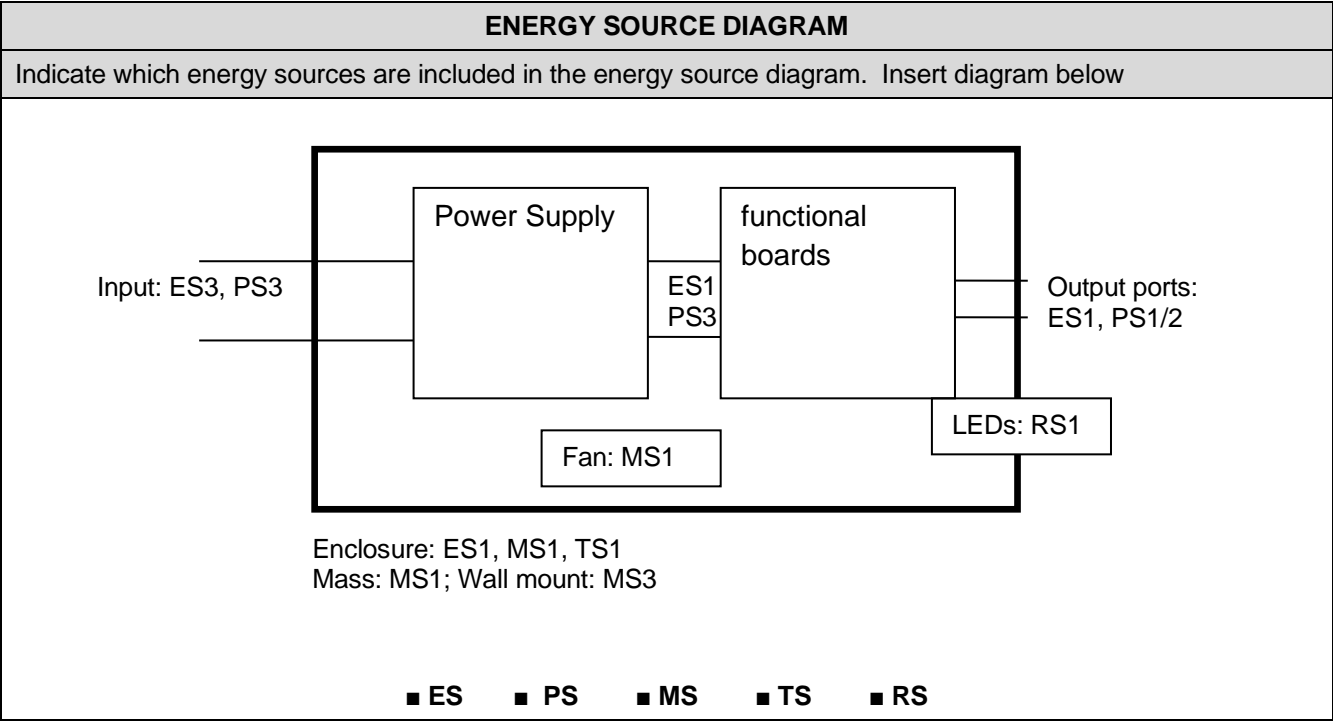 ENERGY SOURCE DIAGRAM
Indicate which energy sources are included in the energy source diagram. Insert diagram below
Power Supply
functional
boards
Input: ES3, PS3
ES1
PS3
Output ports:
ES1, PS1/2
LEDs: RS1
Fan: MS1
Enclosure: ES1, MS1, TS1
Mass: MS1; Wall mount: MS3
■ ES ■ PS ■ MS ■ TS ■ RS